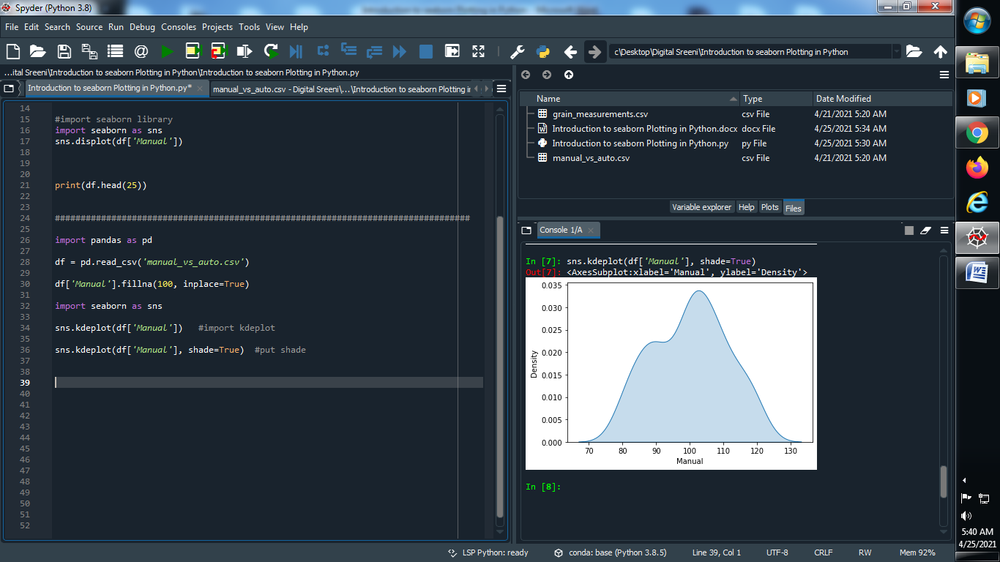 Spyder (Python 3.8)
File Edit Search Source Run Debug Consoles Projects Tools View Help
c\Desktop\Digital Sreeni\Introduction to seaborn Plotting in Python
...ital Sreeni\Introduction to seaborn Plotting in Python\Introduction to seaborn Plotting in Python.py
Introduction to seaborn Plotting in Python.py*
manual_vs_auto.csv - Digital Sreeni\...\Introduction to seaborn Plotting in
14
15 #import seaborn library
16 import seaborn as sns
17 sns.displot(df['Manual'])
18
19
20
21 print(df.head(25))
22
23
24 #################################################################################
25
26 import pandas as pd
27
28 df = pd.read_csv('manual_vs_auto.csv')
29
30 df['Manual'].fillna(100, inplace=True)
31
32 import seaborn as sns
33
34 sns.kdeplot(df['Manual']) #import kdeplot
35
36 sns.kdeplot(df['Manual'], shade=True) #put shade
37
38
39
40
41
42
43
44
45
46
47
48
49
50
51
52
Name Type Date Modified
grain_measurements.csv csv File 4/21/2021 5:20 AM
Introduction to seaborn Plotting in Python.docx docx File 4/25/2021 5:34 AM
Introduction to seaborn Plotting in Python.py py File 4/25/2021 5:30 AM
manual_vs_auto.csv csv File 4/21/2021 5:20 AM
Variable explorer Help Plots Files
Console 1/A
In [7]: sns.kdeplot(df['Manual'], shade=True)
Out[7]: <AxesSubplot:xlabel='Manual', ylabel='Density'>
0.035
0.030
0.025
0.020
0.015
0.010
0.005
0.000
Density
70 80 90 100 110 120 130
Manual
In [8]:
LSP Python: ready conda: base (Python 3.8.5) Line 39, Col 1 UTF-8 CRLF RW Mem 92%
5:40 AM
4/25/2021